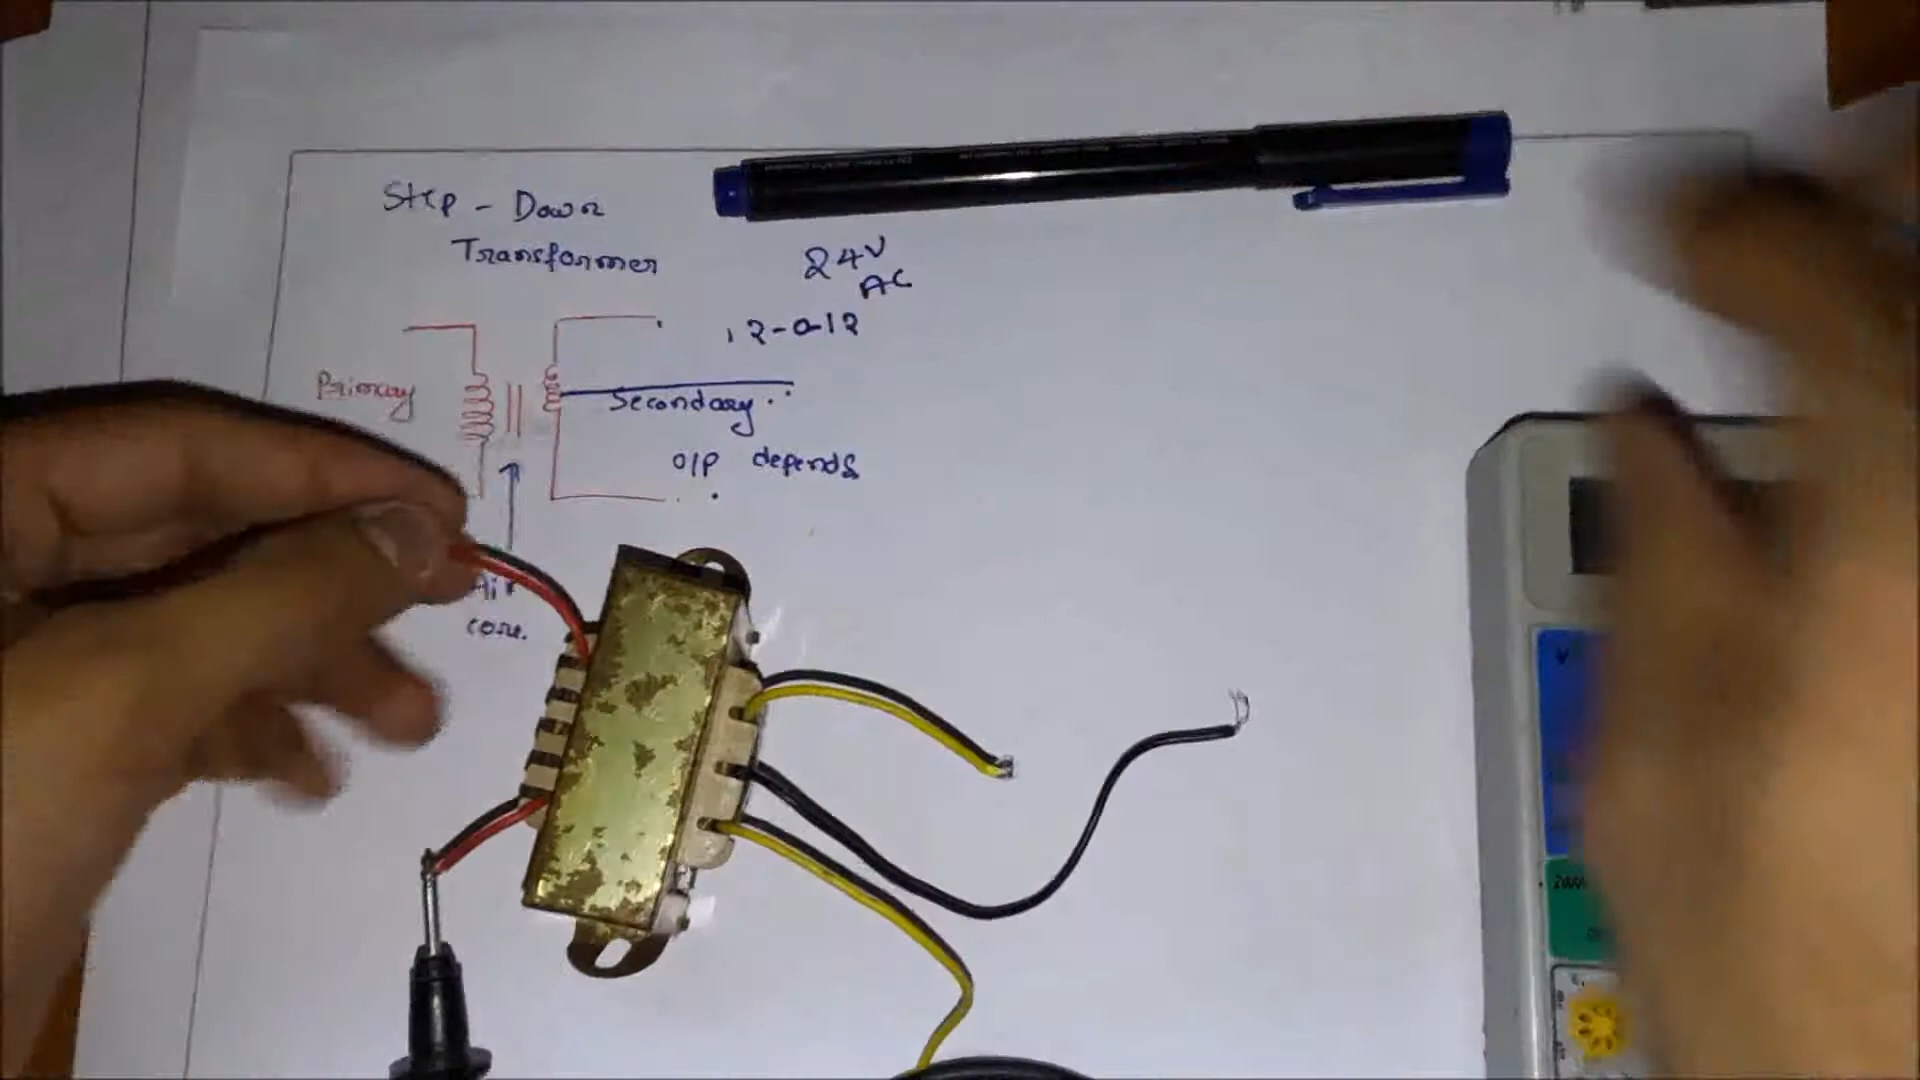 Step - Down
Transformer
24V
AC
12-0-12
Primary
Secondary
O/P depends
Air
core.
V